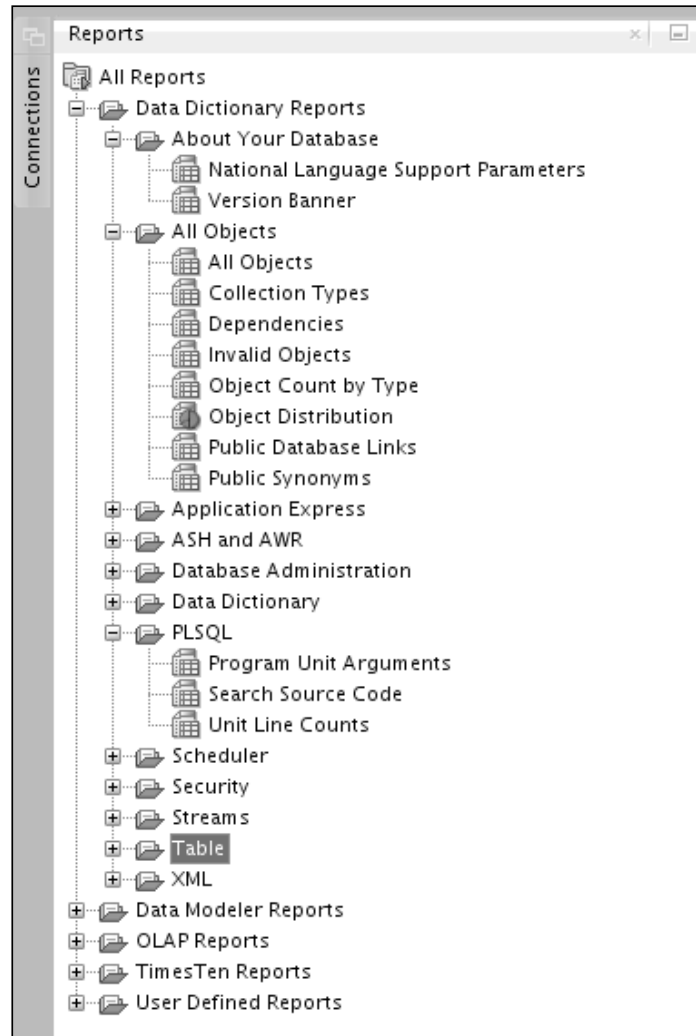 Connections
Reports
All Reports
Data Dictionary Reports
About Your Database
National Language Support Parameters
Version Banner
All Objects
All Objects
Collection Types
Dependencies
Invalid Objects
Object Count by Type
Object Distribution
Public Database Links
Public Synonyms
Application Express
ASH and AWR
Database Administration
Data Dictionary
PLSQL
Program Unit Arguments
Search Source Code
Unit Line Counts
Scheduler
Security
Streams
Table
XML
Data Modeler Reports
OLAP Reports
TimesTen Reports
User Defined Reports